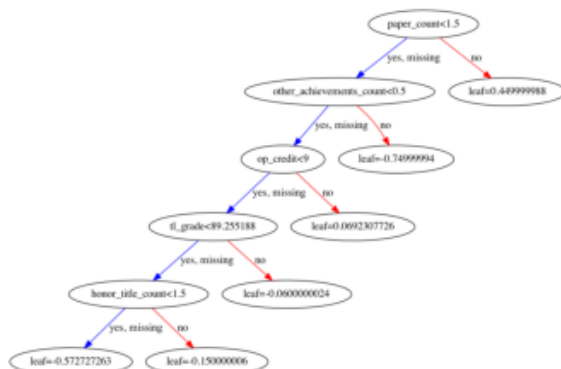 paper_count<1.5
yes, missing
no
other_achievements_count<0.5
leaf=0.449999988
yes, missing
no
op_credit<9
leaf=-0.74999994
yes, missing
no
tl_grade<89.255188
leaf=0.0692307726
yes, missing
no
honor_title_count<1.5
leaf=-0.0600000024
yes, missing
no
leaf=-0.572727263
leaf=-0.150000006